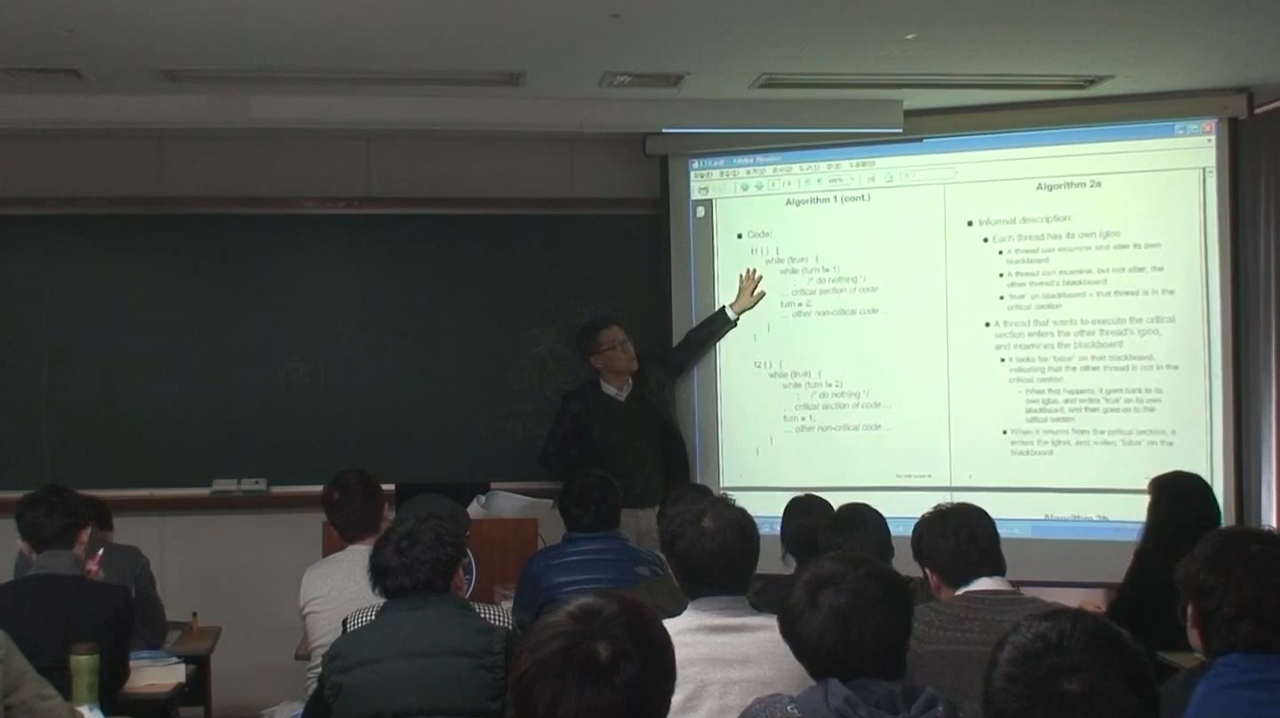 Algorithm 1 (cont.)
Code:
t1 ( ) {
while (true) {
while (turn != 1)
; /* do nothing */
... critical section of code ...
turn = 2;
... other non-critical code ...
}
}
t2 ( ) {
while (true) {
while (turn != 2)
; /* do nothing */
... critical section of code ...
turn = 1;
... other non-critical code ...
}
}
Algorithm 2a
Informal description:
Each thread has its own igloo
A thread can examine and alter its own
blackboard
A thread can examine, but not alter, the
other thread's blackboard
"true" on blackboard = that thread is in the
critical section
A thread that wants to execute the critical
section enters the other thread's igloo,
and examines the blackboard
It looks for "false" on that blackboard,
indicating that the other thread is not in the
critical section
– When that happens, it goes back to its
own igloo, and writes "true" on its own
blackboard, and then goes on to the
critical section
When it returns from the critical section, it
enters the igloo, and writes "false" on the
blackboard
Algorithm 2b